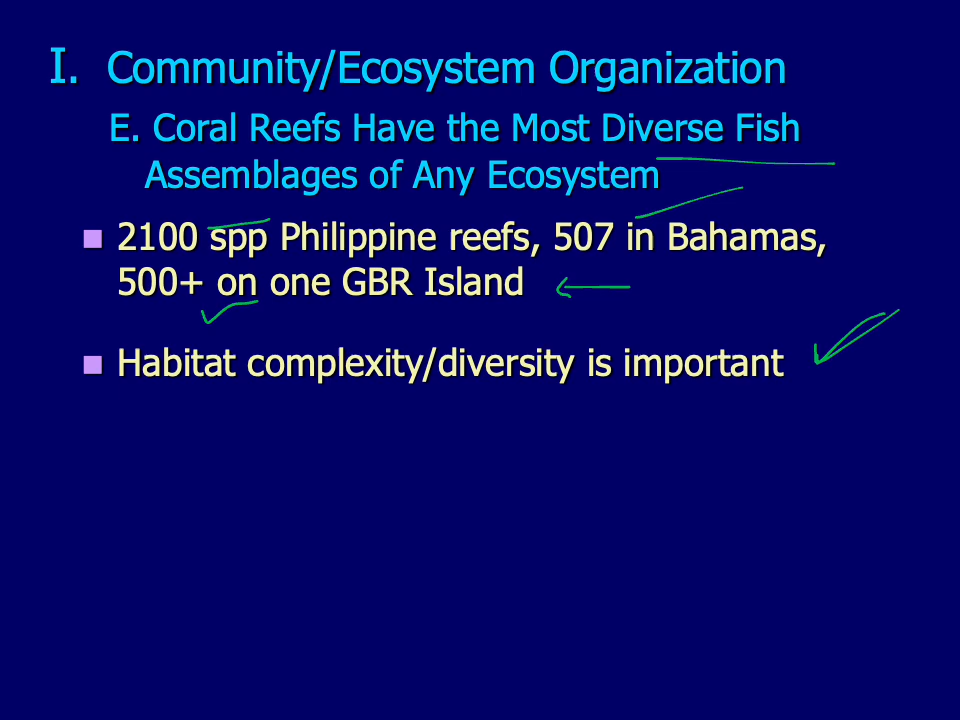 I. Community/Ecosystem Organization
E. Coral Reefs Have the Most Diverse Fish
Assemblages of Any Ecosystem
2100 spp Philippine reefs, 507 in Bahamas,
500+ on one GBR Island
Habitat complexity/diversity is important